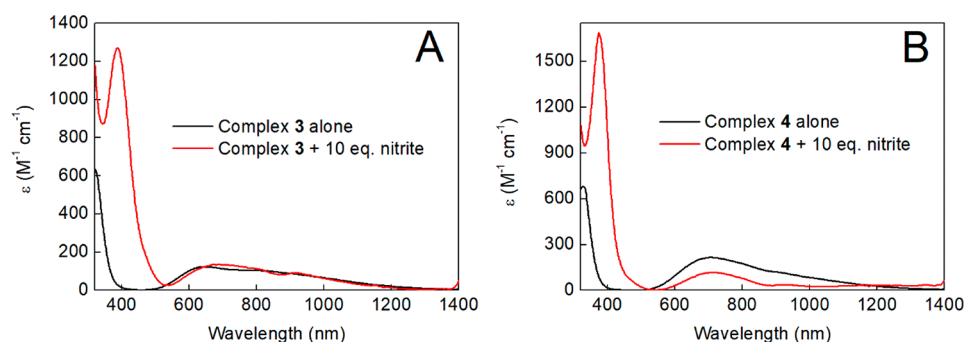 A
1400
1200
1000
800
600
400
200
0
ε (M⁻¹ cm⁻¹)
Complex 3 alone
Complex 3 + 10 eq. nitrite
400 600 800 1000 1200 1400
Wavelength (nm)
B
1500
1200
900
600
300
0
ε (M⁻¹ cm⁻¹)
Complex 4 alone
Complex 4 + 10 eq. nitrite
400 600 800 1000 1200 1400
Wavelength (nm)